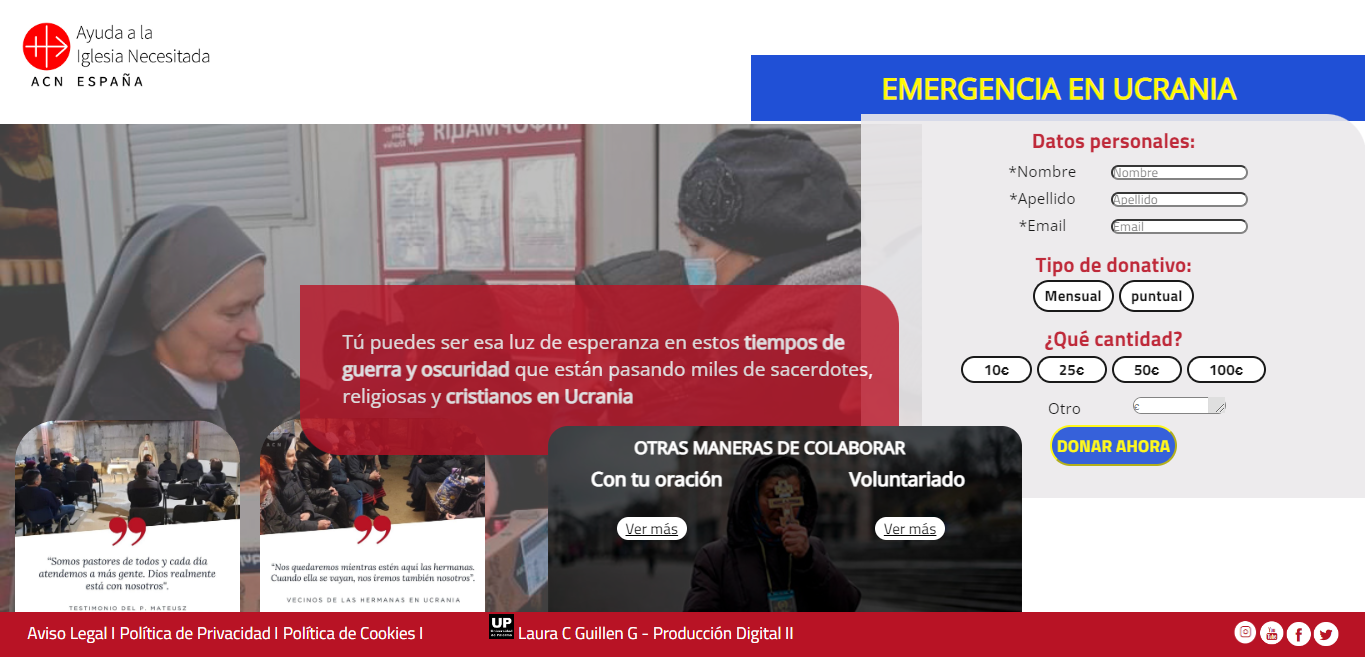 Ayuda a la
Iglesia Necesitada
ACN ESPAÑA
EMERGENCIA EN UCRANIA
Datos personales:
*Nombre Nombre
*Apellido Apellido
*Email Email
Tipo de donativo:
Mensual puntual
¿Qué cantidad?
10€ 25€ 50€ 100€
Otro €
DONAR AHORA
Tú puedes ser esa luz de esperanza en estos tiempos de
guerra y oscuridad que están pasando miles de sacerdotes,
religiosas y cristianos en Ucrania
"Somos pastores de todos y cada día
atendemos a más gente. Dios realmente
está con nosotros".
TESTIMONIO DEL P. MATEUSZ
ACN
"Nos quedaremos mientras estén aquí las hermanas.
Cuando ella se vayan, nos iremos también nosotros".
VECINOS DE LAS HERMANAS EN UCRANIA
OTRAS MANERAS DE COLABORAR
Con tu oración Voluntariado
Ver más Ver más
Aviso Legal I Política de Privacidad I Política de Cookies I
UP
Laura C Guillen G - Producción Digital II
You